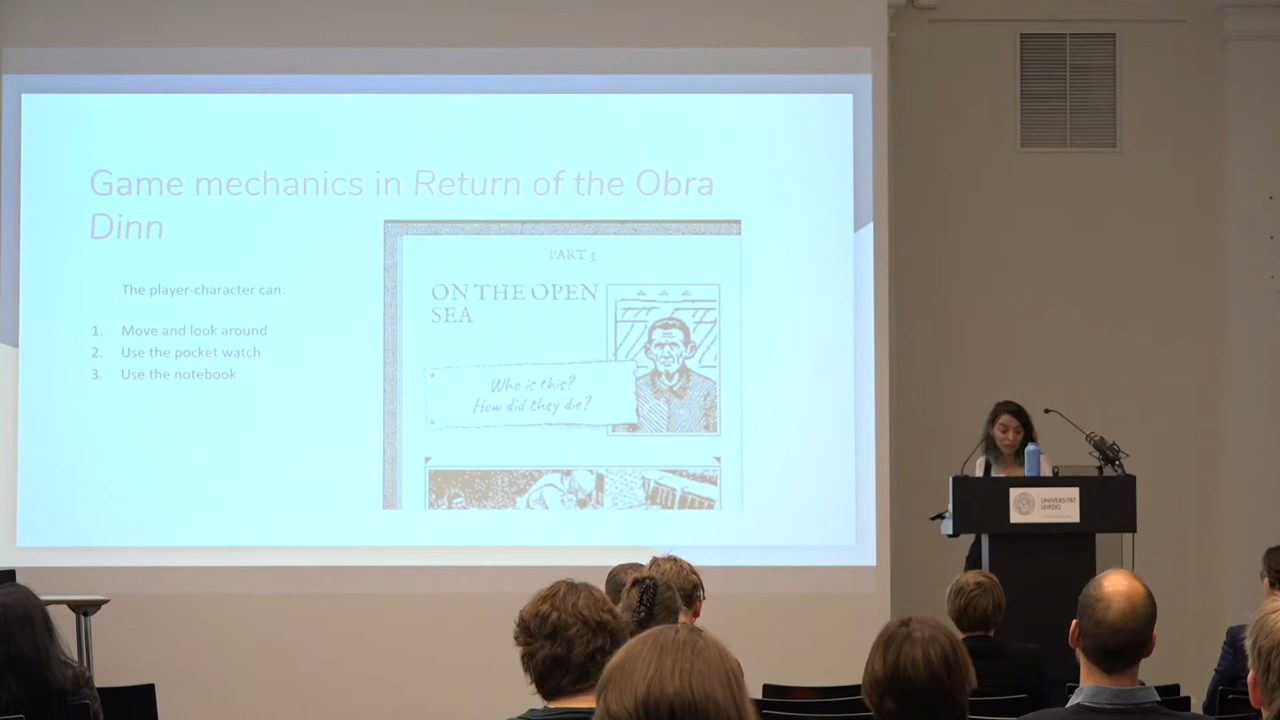 Game mechanics in Return of the Obra
Dinn
The player-character can:
1. Move and look around
2. Use the pocket watch
3. Use the notebook
PART 3
ON THE OPEN
SEA
Who is this?
How did they die?
UNIVERSITÄT
LEIPZIG